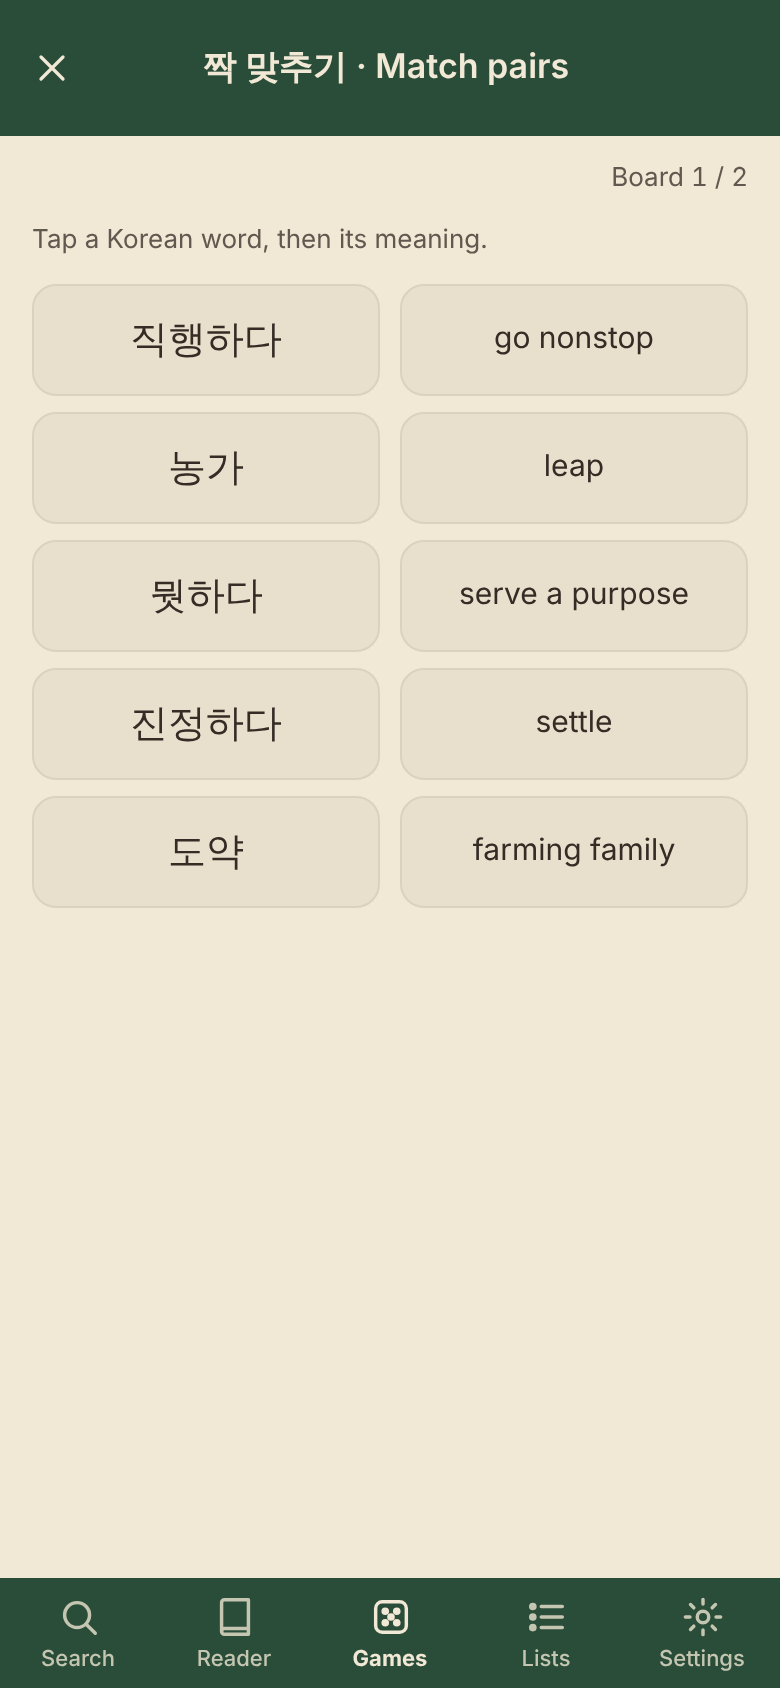 짝 맞추기 · Match pairs
Board 1 / 2
Tap a Korean word, then its meaning.
직행하다
go nonstop
농가
leap
뭣하다
serve a purpose
진정하다
settle
도약
farming family
Search
Reader
Games
Lists
Settings